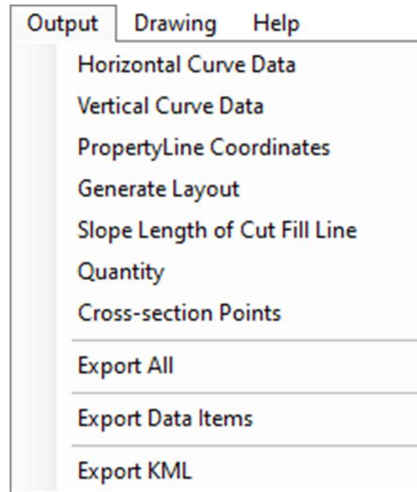 Output Drawing Help
Horizontal Curve Data
Vertical Curve Data
PropertyLine Coordinates
Generate Layout
Slope Length of Cut Fill Line
Quantity
Cross-section Points
Export All
Export Data Items
Export KML